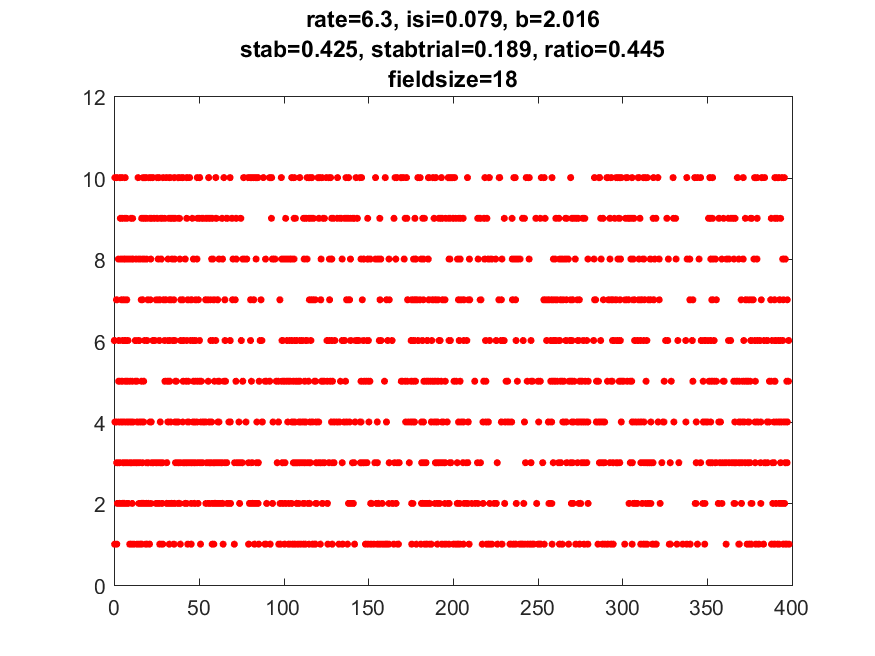 rate=6.3, isi=0.079, b=2.016
stab=0.425, stabtrial=0.189, ratio=0.445
fieldsize=18
12
10
8
6
4
2
0
0 50 100 150 200 250 300 350 400